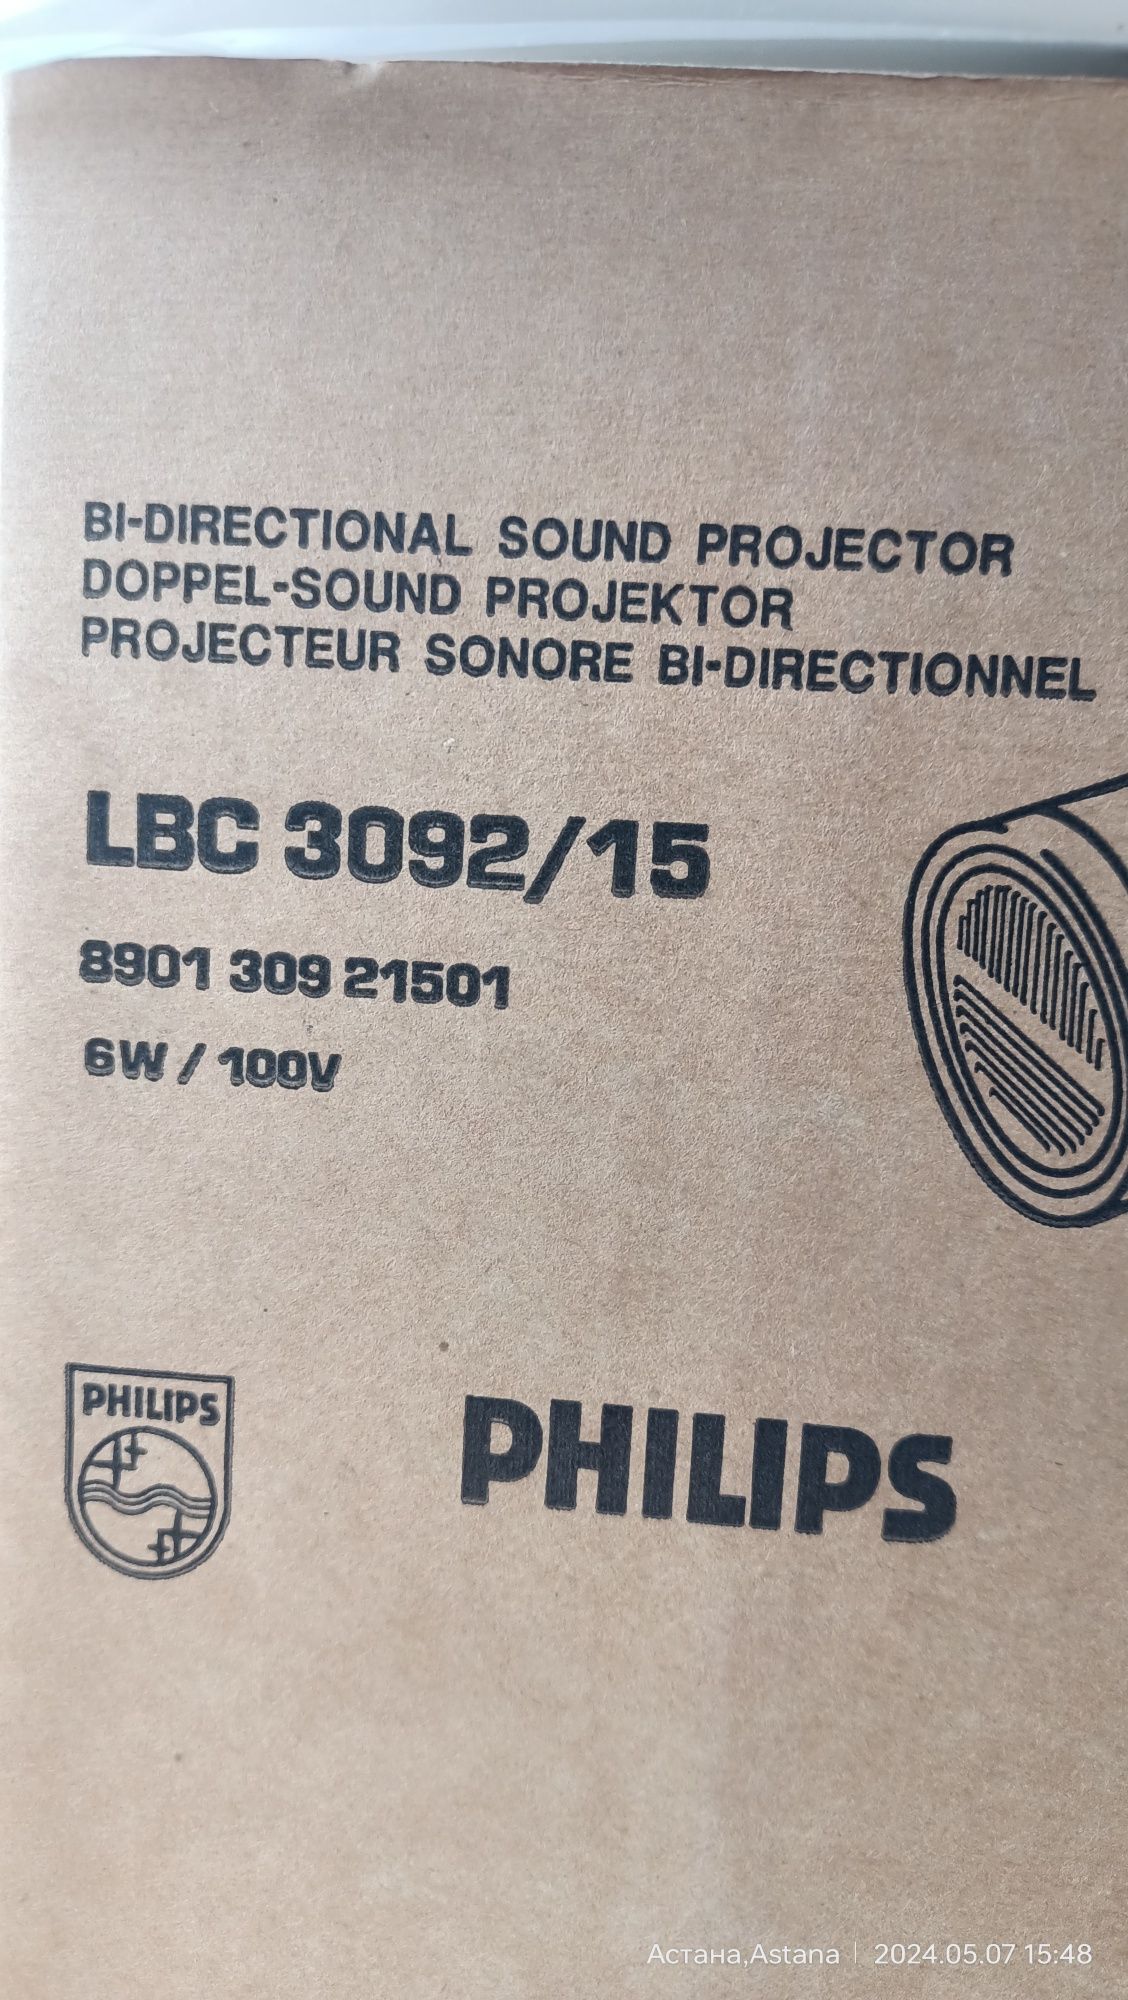 BI-DIRECTIONAL SOUND PROJECTOR
DOPPEL-SOUND PROJEKTOR
PROJECTEUR SONORE BI-DIRECTIONNEL
LBC 3092/15
8901 309 21501
6W / 100V
PHILIPS
PHILIPS
Астана,Astana | 2024.05.07 15:48